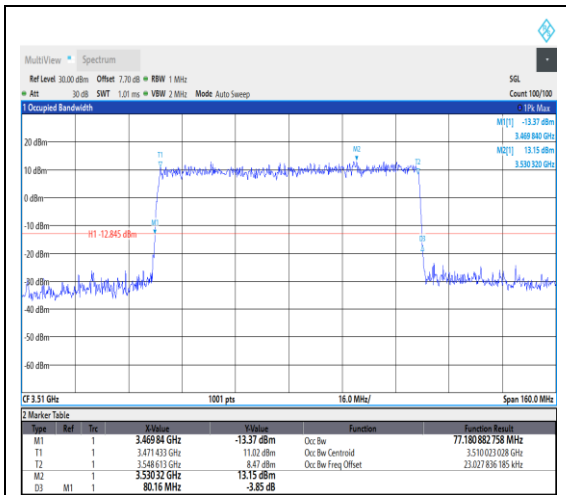 MultiView Spectrum
Ref Level 30.00 dBm Offset 7.70 dB RBW 1 MHz SGL
Att 30 dB SWT 1.01 ms VBW 2 MHz Mode Auto Sweep Count 100/100
1 Occupied Bandwidth 1Pk Max
M1[1] -13.37 dBm
3.469 840 GHz
M2[1] 13.15 dBm
3.530 320 GHz
20 dBm
T1 M2 T2
10 dBm
0 dBm
-10 dBm
M1
H1 -12.845 dBm
D3
-20 dBm
-30 dBm
-40 dBm
-50 dBm
-60 dBm
CF 3.51 GHz 1001 pts 16.0 MHz/ Span 160.0 MHz
2 Marker Table
Type Ref Trc X-Value Y-Value Function Function Result
M1 1 3.469 84 GHz -13.37 dBm Occ Bw 77.180 882 758 MHz
T1 1 3.471 433 GHz 11.02 dBm Occ Bw Centroid 3.510 023 028 GHz
T2 1 3.548 613 GHz 8.47 dBm Occ Bw Freq Offset 23.027 836 185 kHz
M2 1 3.530 32 GHz 13.15 dBm
D3 M1 1 80.16 MHz -3.85 dB